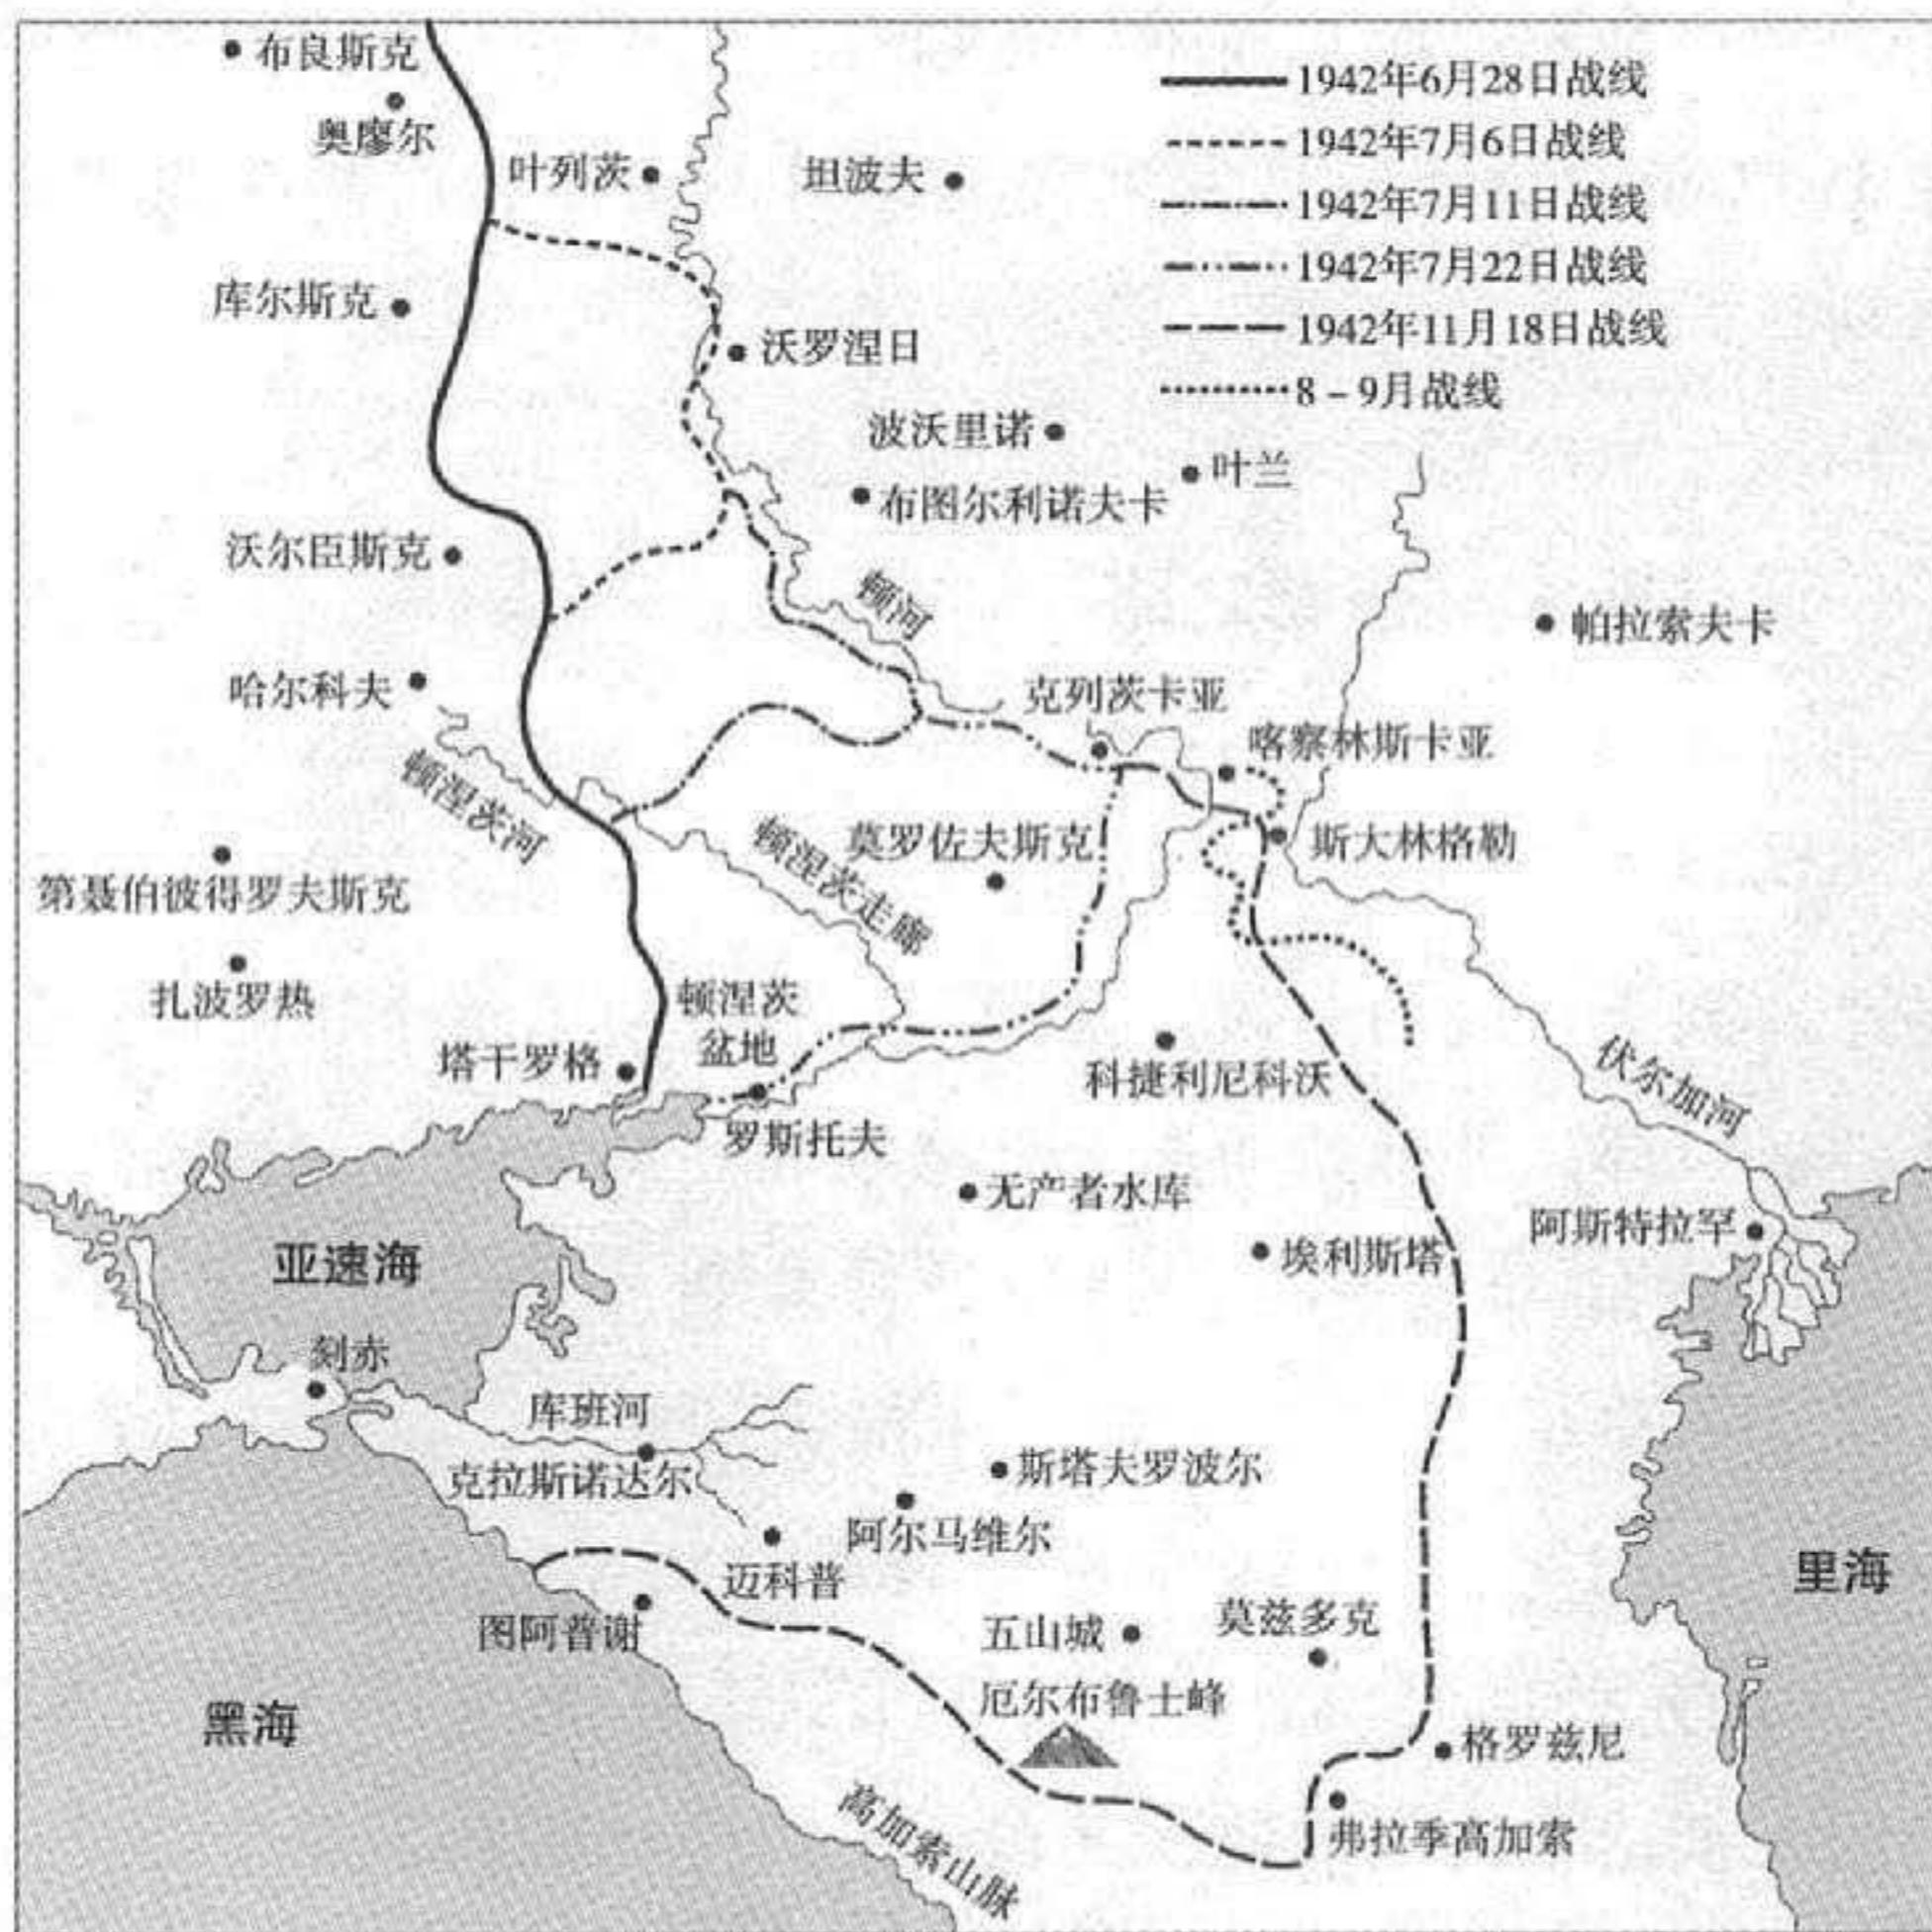 布良斯克
奥廖尔
叶列茨
坦波夫
1942年6月28日战线
1942年7月6日战线
1942年7月11日战线
1942年7月22日战线
1942年11月18日战线
8－9月战线
库尔斯克
沃罗涅日
波沃里诺
叶兰
布图尔利诺夫卡
沃尔臣斯克
顿河
帕拉索夫卡
哈尔科夫
克列茨卡亚
喀察林斯卡亚
顿涅茨河
顿涅茨走廊
莫罗佐夫斯克
斯大林格勒
第聂伯彼得罗夫斯克
扎波罗热
顿涅茨
盆地
塔干罗格
科捷利尼科沃
伏尔加河
罗斯托夫
无产者水库
埃利斯塔
阿斯特拉罕
亚速海
刻赤
库班河
克拉斯诺达尔
斯塔夫罗波尔
阿尔马维尔
迈科普
里海
图阿普谢
五山城
莫兹多克
厄尔布鲁士峰
黑海
格罗兹尼
高加索山脉
弗拉季高加索